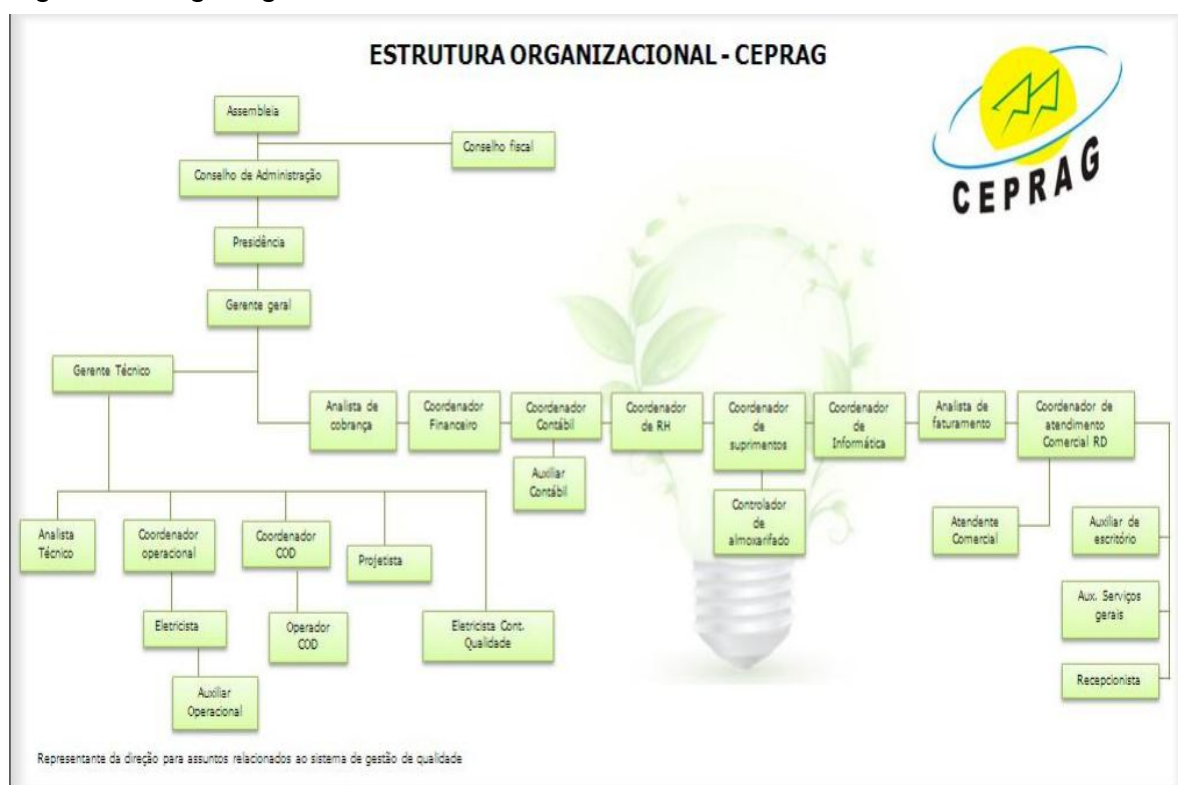 ESTRUTURA ORGANIZACIONAL - CEPRAG
CEPRAG
Assembleia
Conselho fiscal
Conselho de Administração
Presidência
Gerente geral
Gerente Técnico
Analista de
cobrança
Coordenador
Financeiro
Coordenador
Contábil
Coordenador
de RH
Coordenador
de
suprimentos
Coordenador
de
Informática
Analista de
faturamento
Coordenador de
atendimento
Comercial RD
Auxiliar
Contábil
Controlador
de
almoxarifado
Atendente
Comercial
Auxiliar de
escritório
Aux. Serviços
gerais
Recepcionista
Analista
Técnico
Coordenador
operacional
Coordenador
COD
Projetista
Eletricista
Operador
COD
Eletricista Cont.
Qualidade
Auxiliar
Operacional
Representante da direção para assuntos relacionados ao sistema de gestão de qualidade